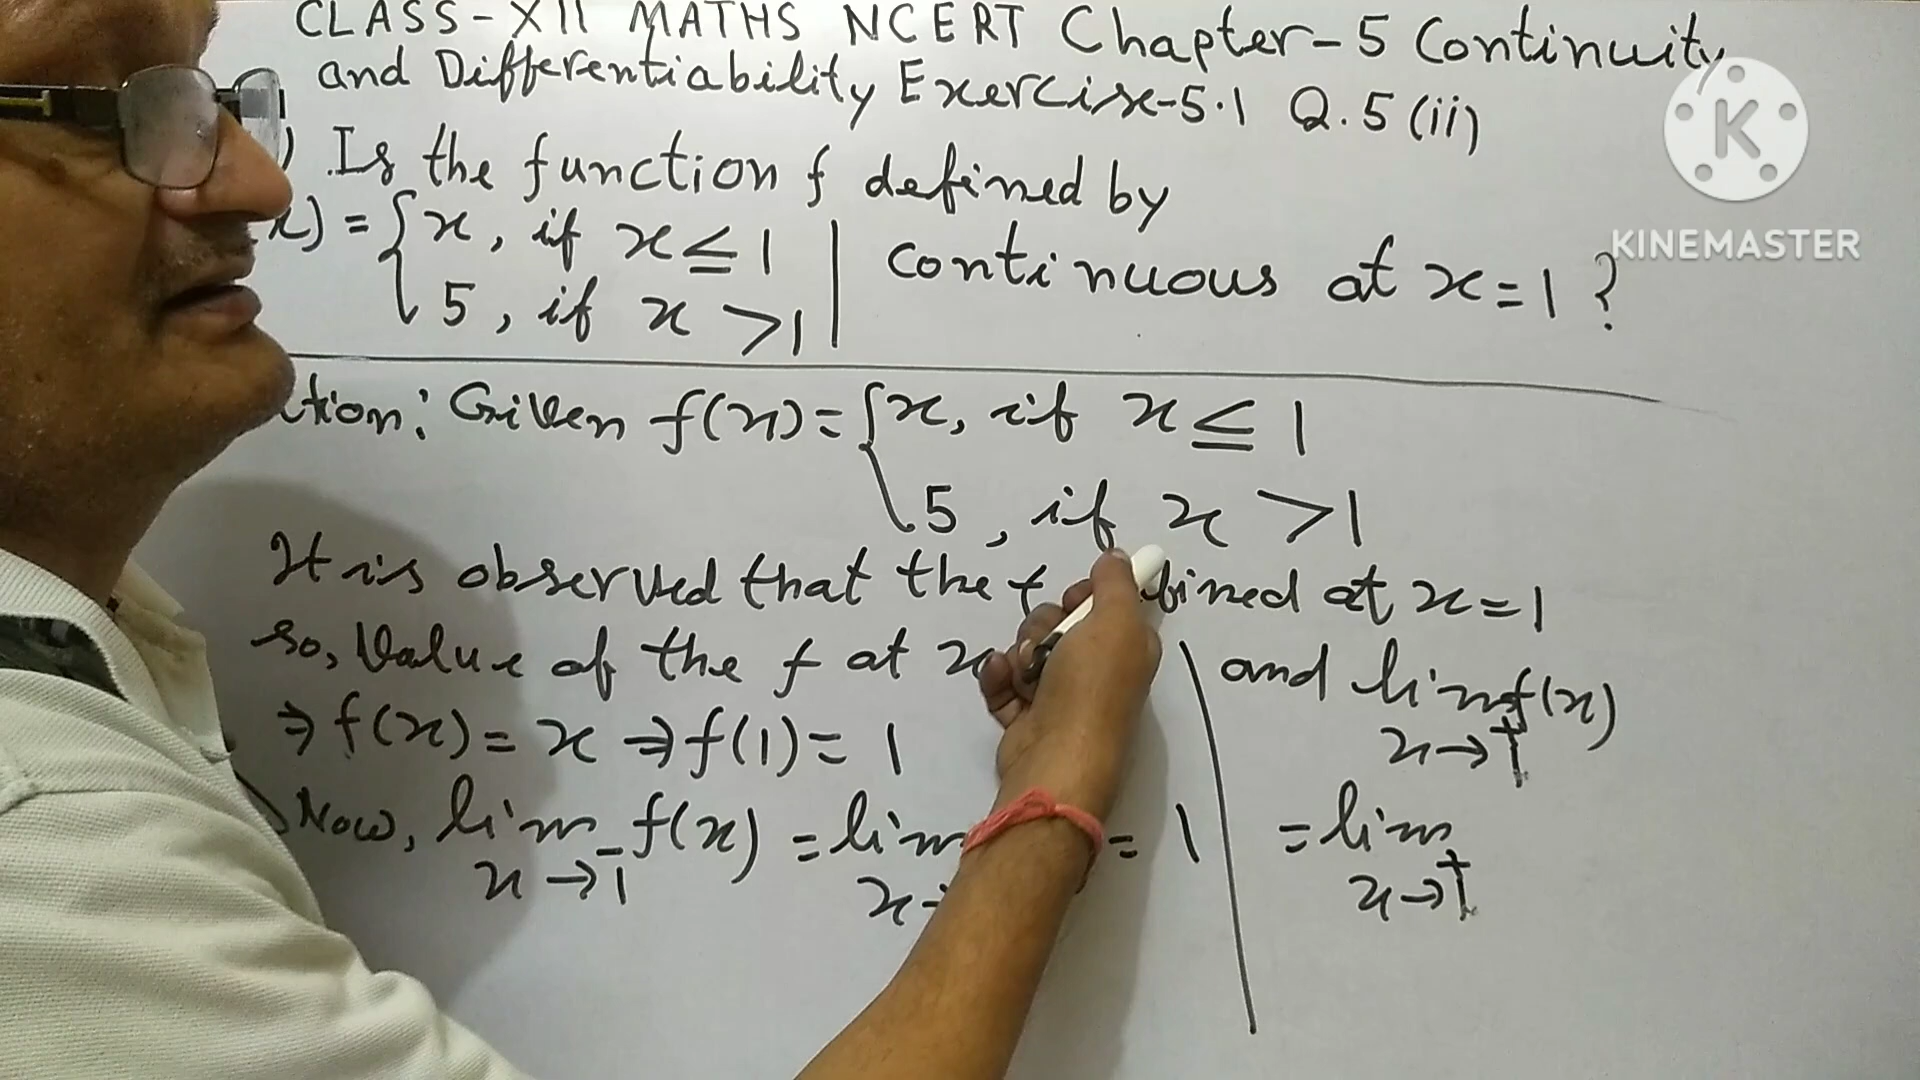 CLASS-XII MATHS NCERT Chapter-5 Continuity
and Differentiability Exercise-5.1 Q.5 (ii)
) Is the function f defined by
x) = { x, if x ≤ 1
5, if x > 1
continuous at x = 1 ?
ction: Given f(x) = { x, if x ≤ 1
5, if x > 1
It is observed that the f fined at x = 1
so, Value of the f at x
⇒ f(x) = x ⇒ f(1) = 1
Now, lim f(x) = lim = 1
x→1⁻ x→
and lim f(x)
x→1⁺
= lim
x→1⁺
K
KINEMASTER